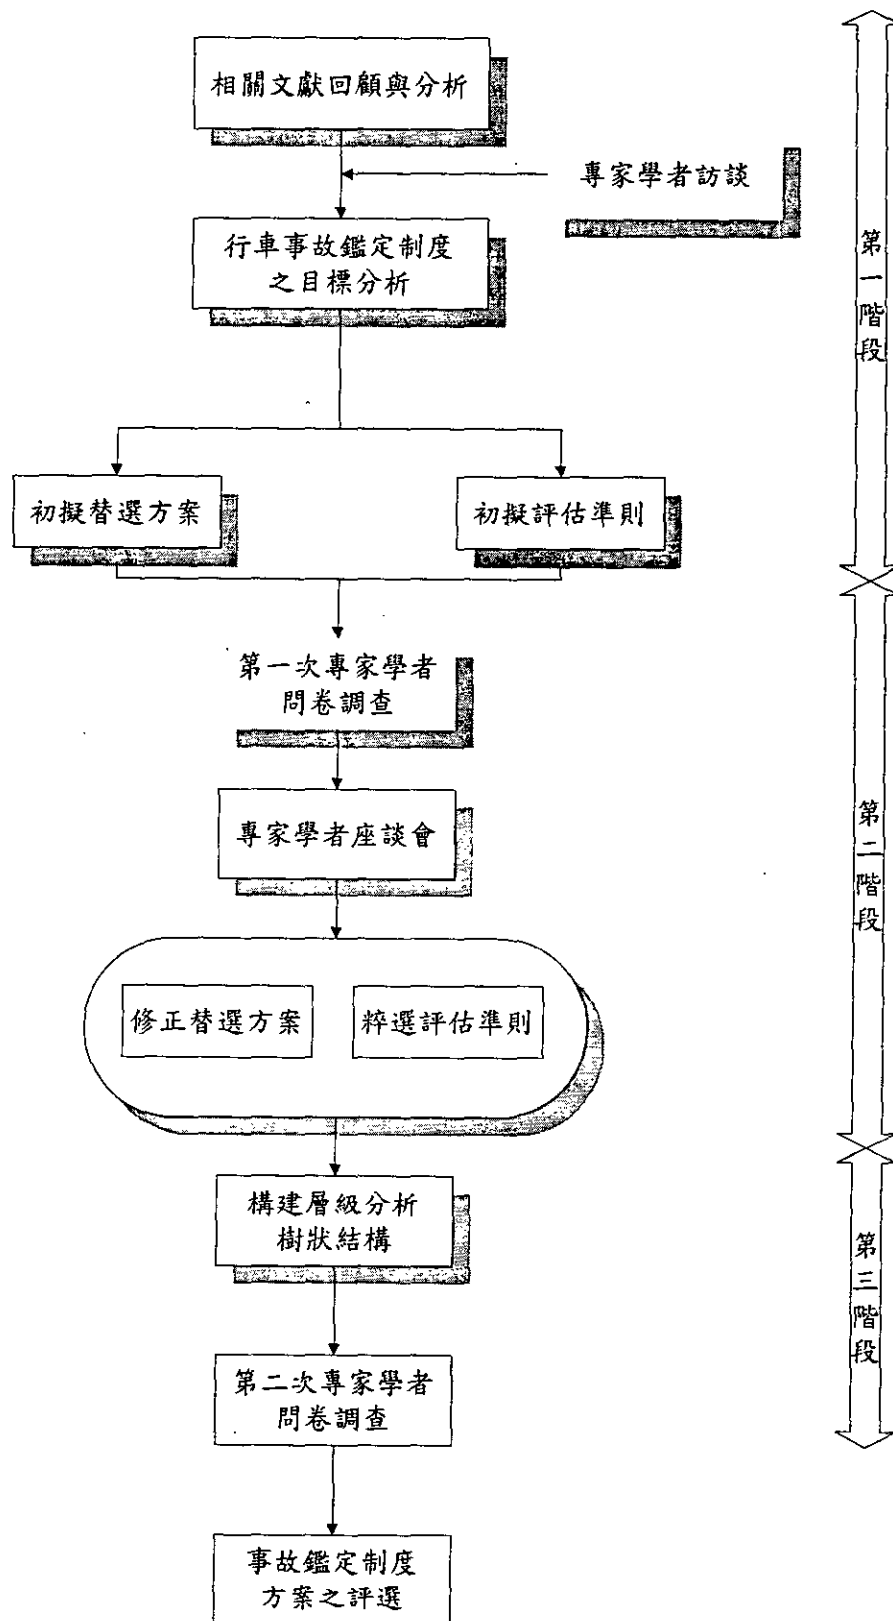 相關文獻回顧與分析
專家學者訪談
行車事故鑑定制度
之目標分析
第一階段
初擬替選方案
初擬評估準則
第一次專家學者
問卷調查
專家學者座談會
第二階段
修正替選方案
粹選評估準則
構建層級分析
樹狀結構
第三階段
第二次專家學者
問卷調查
事故鑑定制度
方案之評選